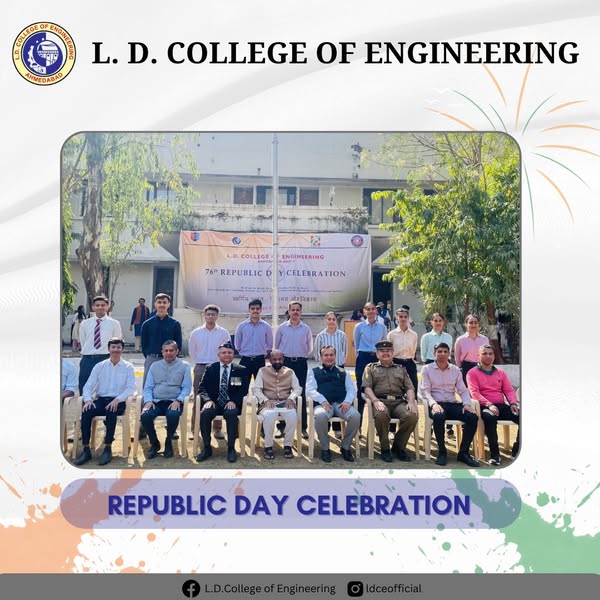 L. D. COLLEGE OF ENGINEERING
L.D. COLLEGE OF ENGINEERING
AHMEDABAD
L.D. COLLEGE OF ENGINEERING
76th REPUBLIC DAY CELEBRATION
REPUBLIC DAY CELEBRATION
L.D.College of Engineering
ldceofficial